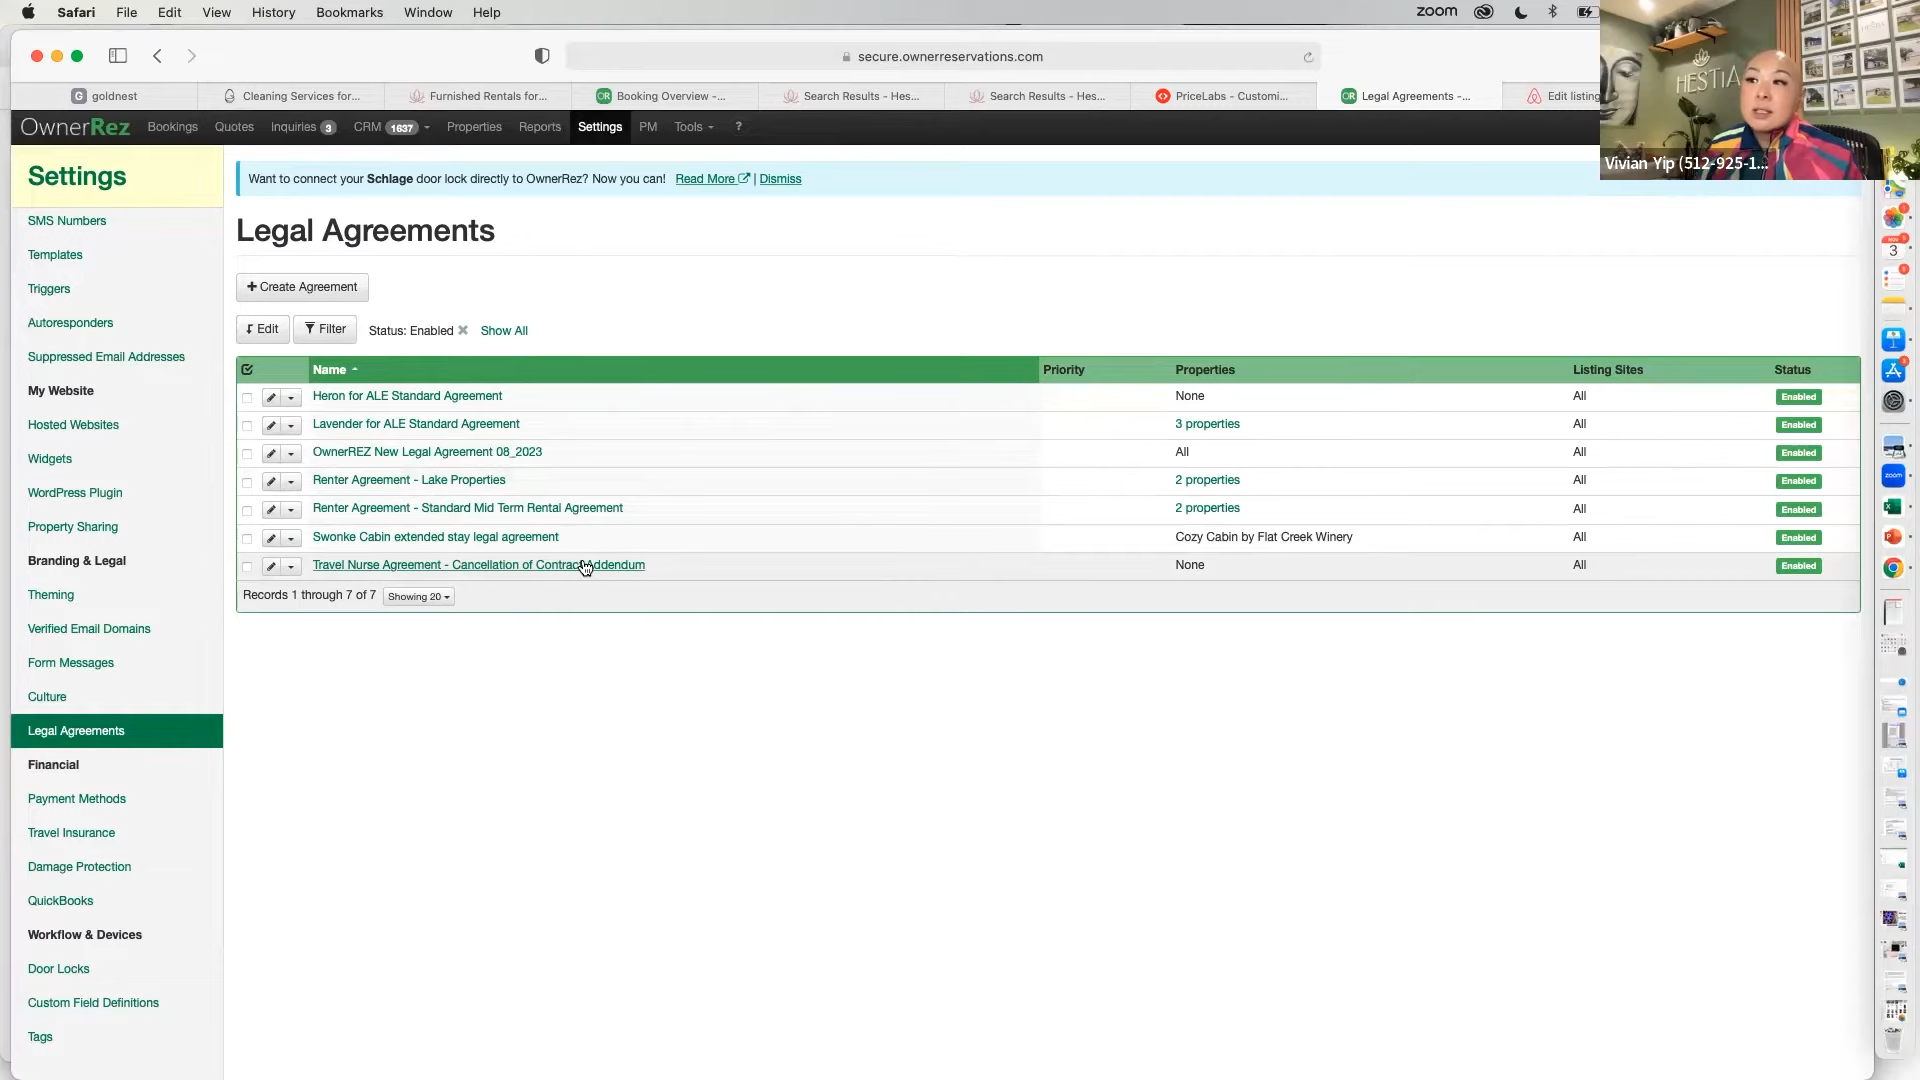 Safari File Edit View History Bookmarks Window Help
zoom
secure.ownerreservations.com
goldnest
Cleaning Services for...
Furnished Rentals for...
OR Booking Overview -...
Search Results - Hes...
Search Results - Hes...
PriceLabs - Customi...
OR Legal Agreements -...
Edit listing
OwnerRez Bookings Quotes Inquiries 3 CRM 1637 Properties Reports Settings PM Tools ?
HESTIA
Vivian Yip (512-925-1...
Settings
SMS Numbers
Templates
Triggers
Autoresponders
Suppressed Email Addresses
My Website
Hosted Websites
Widgets
WordPress Plugin
Property Sharing
Branding & Legal
Theming
Verified Email Domains
Form Messages
Culture
Legal Agreements
Financial
Payment Methods
Travel Insurance
Damage Protection
QuickBooks
Workflow & Devices
Door Locks
Custom Field Definitions
Tags
Want to connect your Schlage door lock directly to OwnerRez? Now you can! Read More | Dismiss
Legal Agreements
+ Create Agreement
Edit Filter Status: Enabled Show All
Name Priority Properties Listing Sites Status
Heron for ALE Standard Agreement None All Enabled
Lavender for ALE Standard Agreement 3 properties All Enabled
OwnerREZ New Legal Agreement 08_2023 All All Enabled
Renter Agreement - Lake Properties 2 properties All Enabled
Renter Agreement - Standard Mid Term Rental Agreement 2 properties All Enabled
Swonke Cabin extended stay legal agreement Cozy Cabin by Flat Creek Winery All Enabled
Travel Nurse Agreement - Cancellation of Contract Addendum None All Enabled
Records 1 through 7 of 7 Showing 20
3
zoom